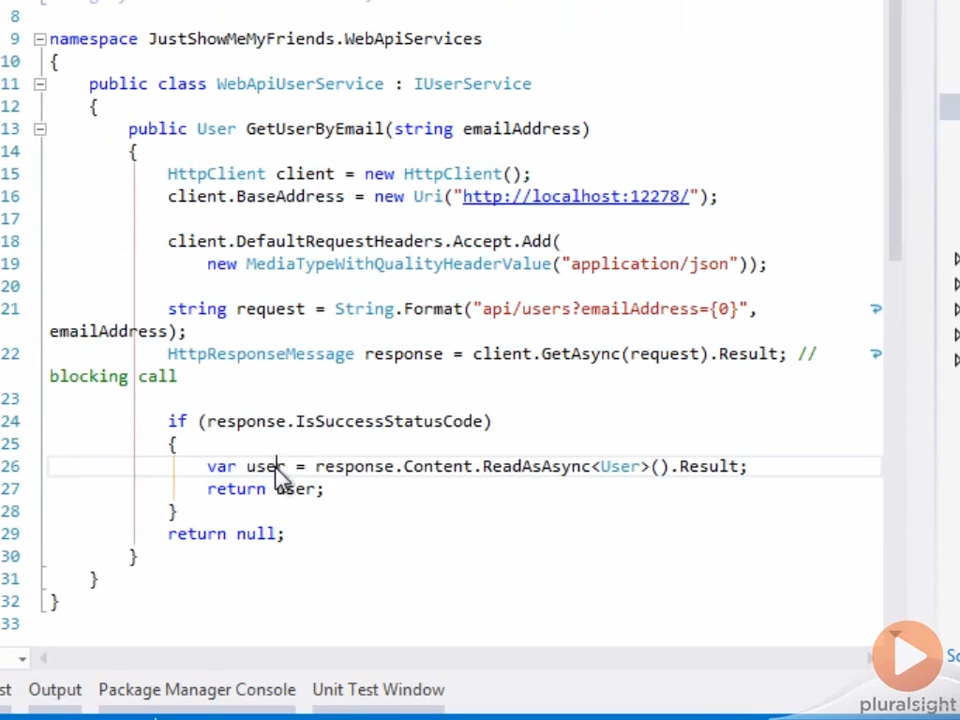 8
9 namespace JustShowMeMyFriends.WebApiServices
10 {
11 public class WebApiUserService : IUserService
12 {
13 public User GetUserByEmail(string emailAddress)
14 {
15 HttpClient client = new HttpClient();
16 client.BaseAddress = new Uri("http://localhost:12278/");
17
18 client.DefaultRequestHeaders.Accept.Add(
19 new MediaTypeWithQualityHeaderValue("application/json"));
20
21 string request = String.Format("api/users?emailAddress={0}",
emailAddress);
22 HttpResponseMessage response = client.GetAsync(request).Result; //
blocking call
23
24 if (response.IsSuccessStatusCode)
25 {
26 var user = response.Content.ReadAsAsync<User>().Result;
27 return user;
28 }
29 return null;
30 }
31 }
32 }
33
Output Package Manager Console Unit Test Window
pluralsight